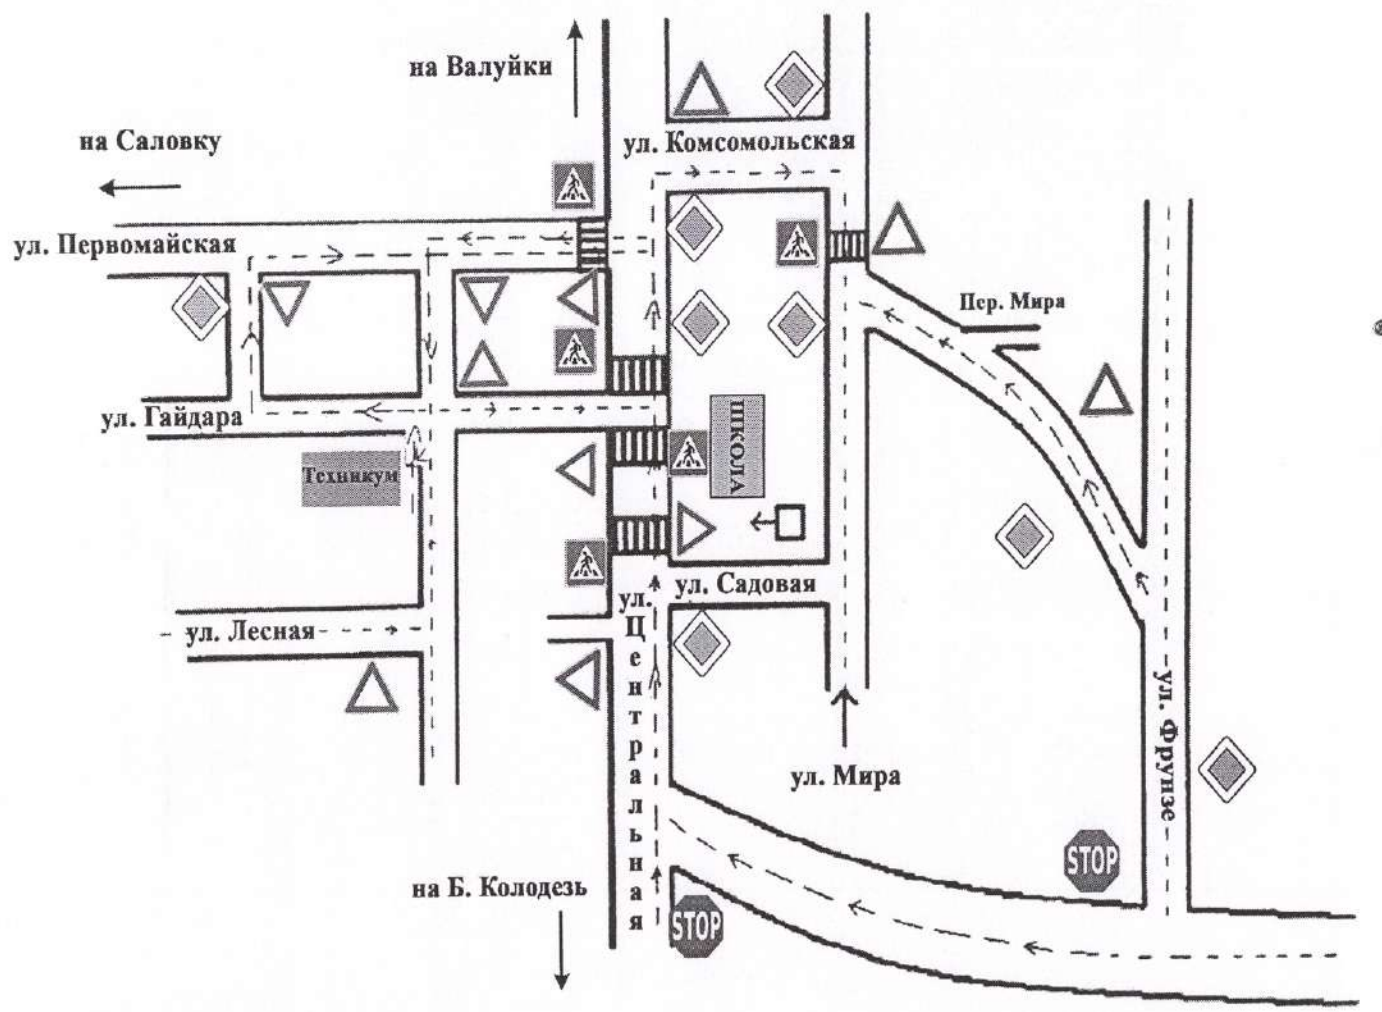 на Валуйки
на Саловку
ул. Комсомольская
ул. Первомайская
Пер. Мира
ул. Гайдара
ШКОЛА
Техникум
ул. Садовая
ул. Центральная
ул. Лесная
ул. Фрунзе
ул. Мира
STOP
на Б. Колодезь
STOP